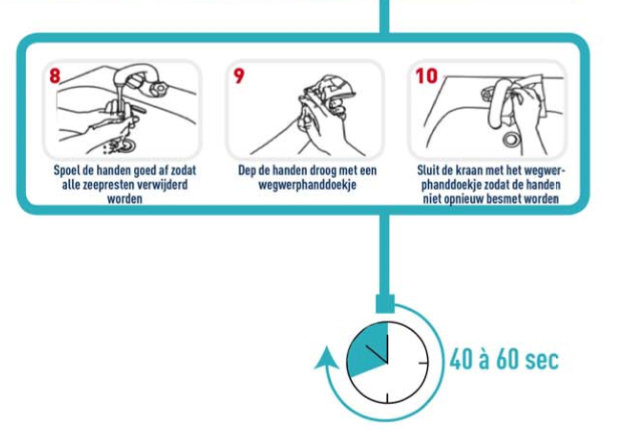 8
Spoel de handen goed af zodat
alle zeepresten verwijderd
worden
9
Dep de handen droog met een
wegwerphanddoekje
10
Sluit de kraan met het wegwer-
phanddoekje zodat de handen
niet opnieuw besmet worden
40 à 60 sec